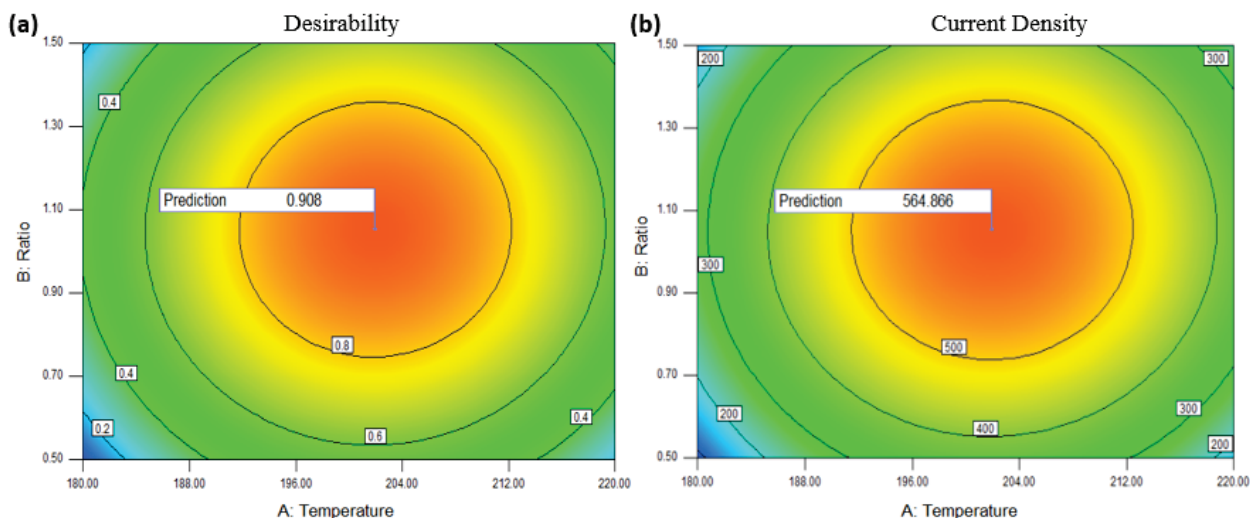 (a) Desirability
1.50
1.30
1.10
0.90
0.70
0.50
B: Ratio
0.4
Prediction 0.908
0.8
0.4
0.4
0.2
0.6
180.00 188.00 196.00 204.00 212.00 220.00
A: Temperature
(b) Current Density
1.50
1.30
1.10
0.90
0.70
0.50
B: Ratio
200
300
Prediction 564.866
300
500
200
400
300
200
180.00 188.00 196.00 204.00 212.00 220.00
A: Temperature